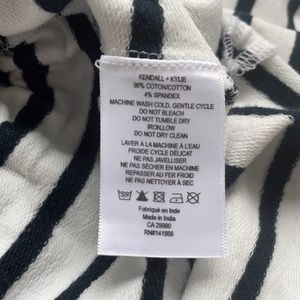 KENDALL + KYLIE
96% COTON/COTTON
4% SPANDEX
MACHINE WASH COLD, GENTLE CYCLE
DO NOT BLEACH
DO NOT TUMBLE DRY
IRONLOW
DO NOT DRY CLEAN
LAVER À LA MACHINE À L'EAU
FROIDE CYCLE DÉLICAT
NE PAS JAVELLISER
NE PAS SÉCHER EN MACHINE
REPASSER AU FER FROID
NE PAS NETTOYER À SEC
Fabriqué en Inde
Made in India
CA 29990
RN#141866